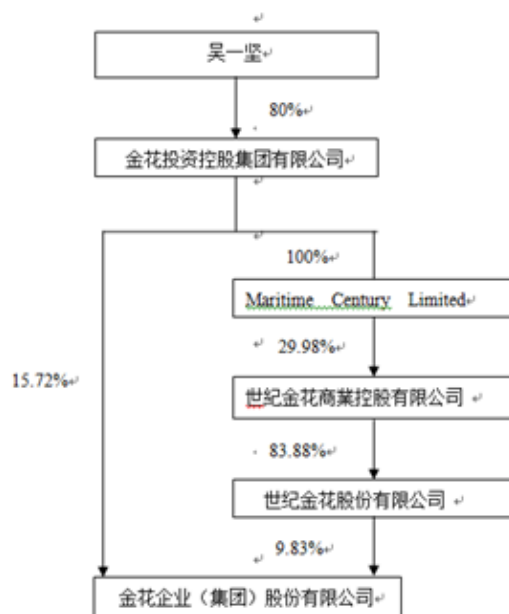 吴一坚
80%
金花投资控股集团有限公司
100%
Maritime Century Limited
29.98%
15.72%
世纪金花商業控股有限公司
83.88%
世纪金花股份有限公司
9.83%
金花企业（集团）股份有限公司